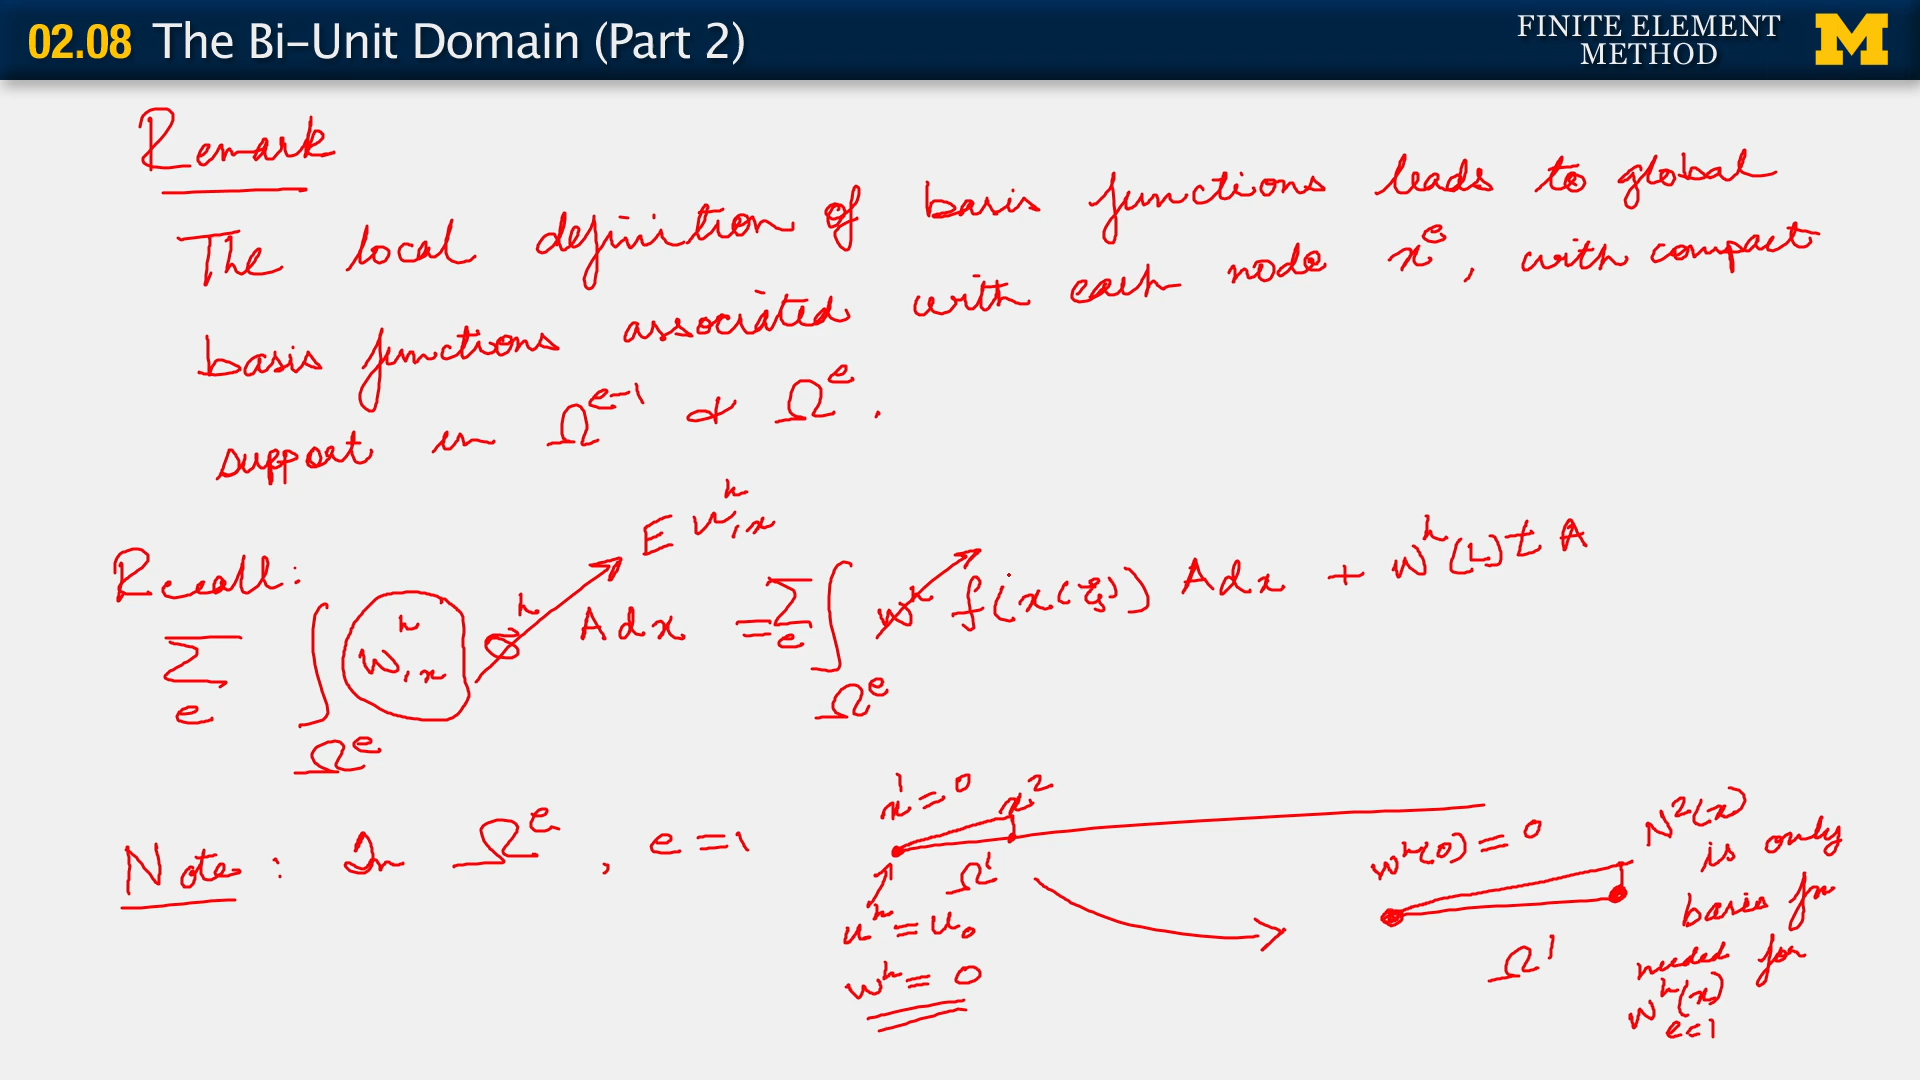 02.08 The Bi-Unit Domain (Part 2)
FINITE ELEMENT
METHOD
M
Remark
The local definition of basis functions leads to global
basis functions associated with each node x^e, with compact
support in Ω^{e-1} & Ω^e.
Recall:
E w^h_{,x}
∑_e ∫_{Ω^e} w^h_{,x} σ^h A dx = ∑_e ∫_{Ω^e} w^h f(x(ξ)) A dx + w^h(L) t A
Note: In Ω^e, e=1
x^1=0 x^2
Ω^1
u^h = u_0
w^h = 0
w^h(0) = 0
Ω^1
N^2(x)
is only
basis fn
needed for
w^h(x)
e=1